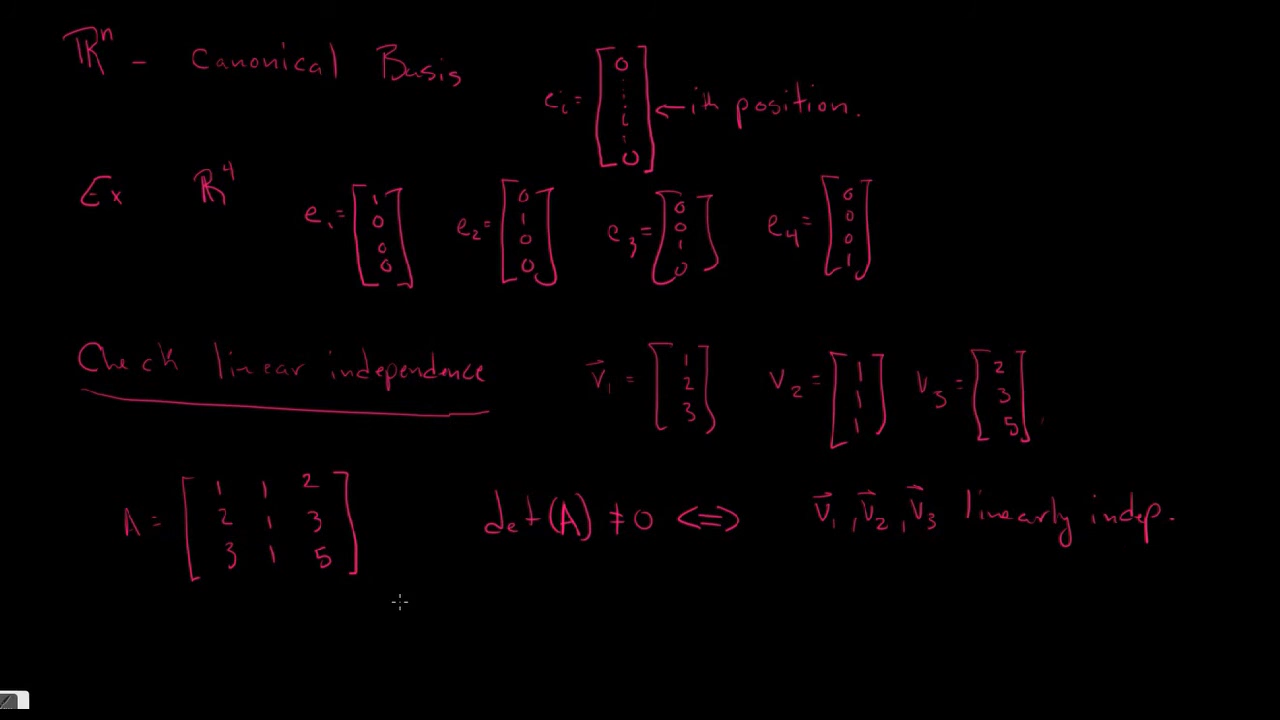 ℝⁿ - Canonical Basis
eᵢ = [0 ⋮ 1 ⋮ 0] ← ith position.
Ex ℝ⁴ e₁ = [1 0 0 0] e₂ = [0 1 0 0] e₃ = [0 0 1 0] e₄ = [0 0 0 1]
Check linear independence v⃗₁ = [1 2 3] v₂ = [1 1 1] v₃ = [2 3 5]
A = [1 1 2
2 1 3
3 1 5]
det(A) ≠ 0 ⇔ v⃗₁, v⃗₂, v⃗₃ linearly indep.